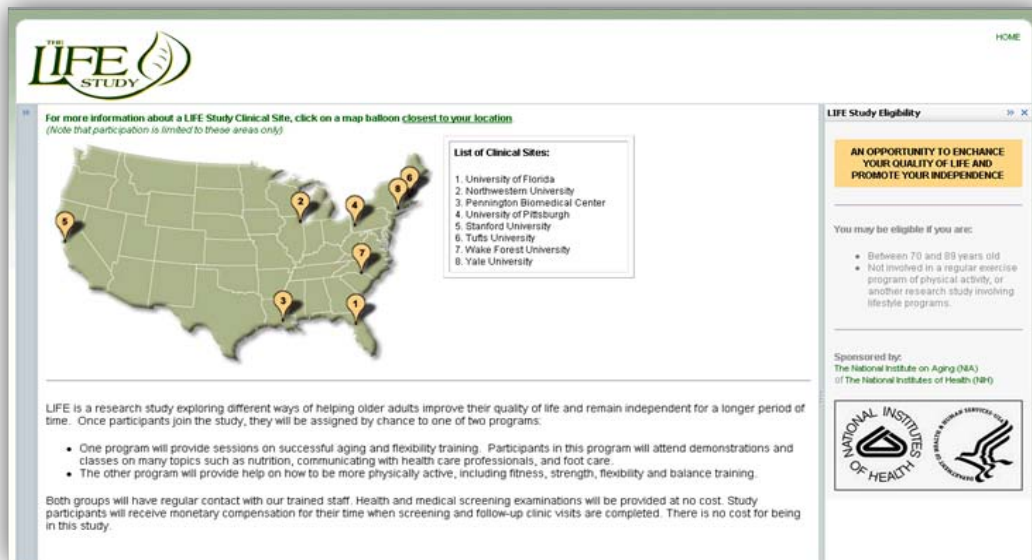 THE
LIFE
STUDY
HOME
For more information about a LIFE Study Clinical Site, click on a map balloon closest to your location.
(Note that participation is limited to these areas only)
5
2
4
8
6
7
3
1
List of Clinical Sites:
1. University of Florida
2. Northwestern University
3. Pennington Biomedical Center
4. University of Pittsburgh
5. Stanford University
6. Tufts University
7. Wake Forest University
8. Yale University
LIFE is a research study exploring different ways of helping older adults improve their quality of life and remain independent for a longer period of
time. Once participants join the study, they will be assigned by chance to one of two programs:
• One program will provide sessions on successful aging and flexibility training. Participants in this program will attend demonstrations and
classes on many topics such as nutrition, communicating with health care professionals, and foot care.
• The other program will provide help on how to be more physically active, including fitness, strength, flexibility and balance training.
Both groups will have regular contact with our trained staff. Health and medical screening examinations will be provided at no cost. Study
participants will receive monetary compensation for their time when screening and follow-up clinic visits are completed. There is no cost for being
in this study.
LIFE Study Eligibility
AN OPPORTUNITY TO ENCHANCE
YOUR QUALITY OF LIFE AND
PROMOTE YOUR INDEPENDENCE
You may be eligible if you are:
• Between 70 and 89 years old
• Not involved in a regular exercise
program of physical activity, or
another research study involving
lifestyle programs.
Sponsored by:
The National Institute on Aging (NIA)
of The National Institutes of Health (NIH)
NATIONAL INSTITUTES
OF HEALTH
DEPARTMENT OF HEALTH & HUMAN SERVICES • USA